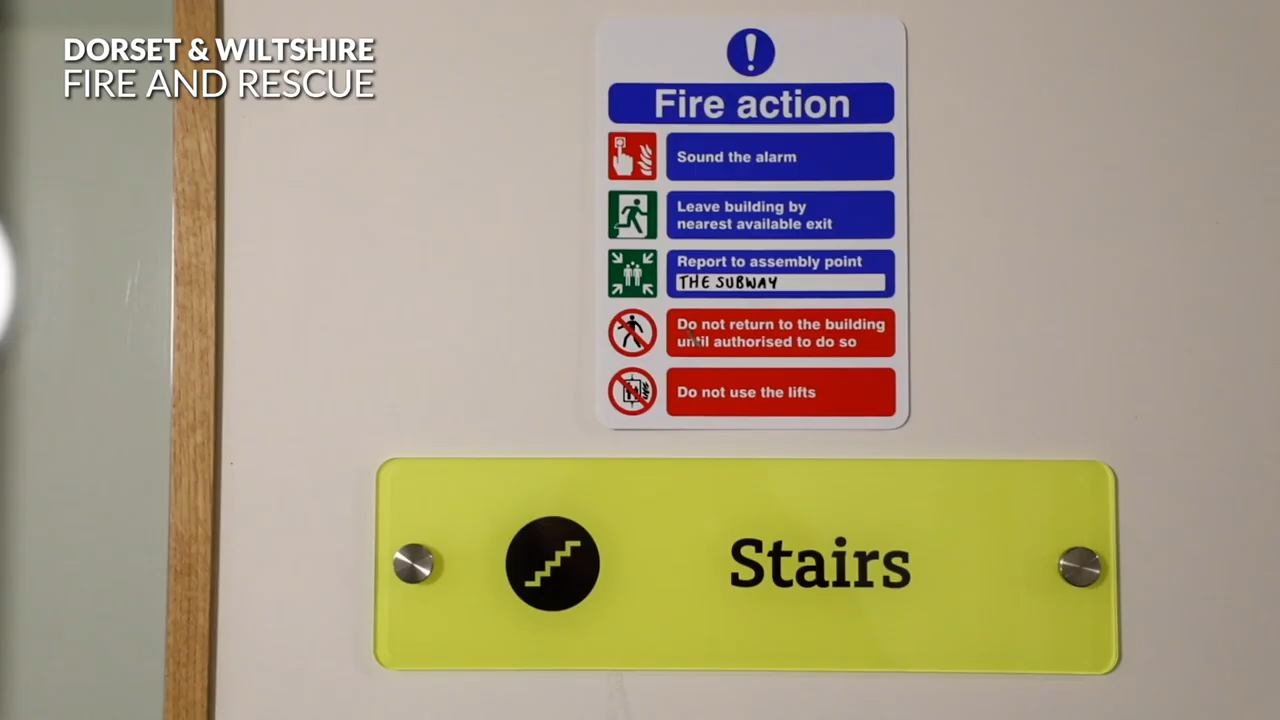 DORSET & WILTSHIRE
FIRE AND RESCUE
Fire action
Sound the alarm
Leave building by
nearest available exit
Report to assembly point
THE SUBWAY
Do not return to the building
until authorised to do so
Do not use the lifts
Stairs